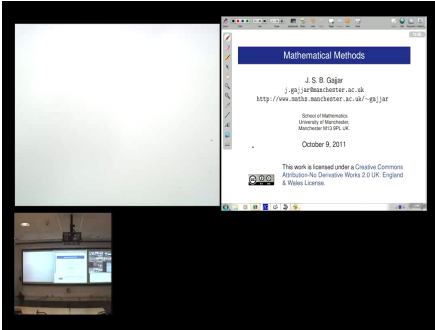 Mathematical Methods
J. S. B. Gajjar
j.gajjar@manchester.ac.uk
http://www.maths.manchester.ac.uk/~gajjar
School of Mathematics
University of Manchester,
Manchester M13 9PL UK.
October 9, 2011
This work is licensed under a Creative Commons
Attribution-No Derivative Works 2.0 UK: England
& Wales License.